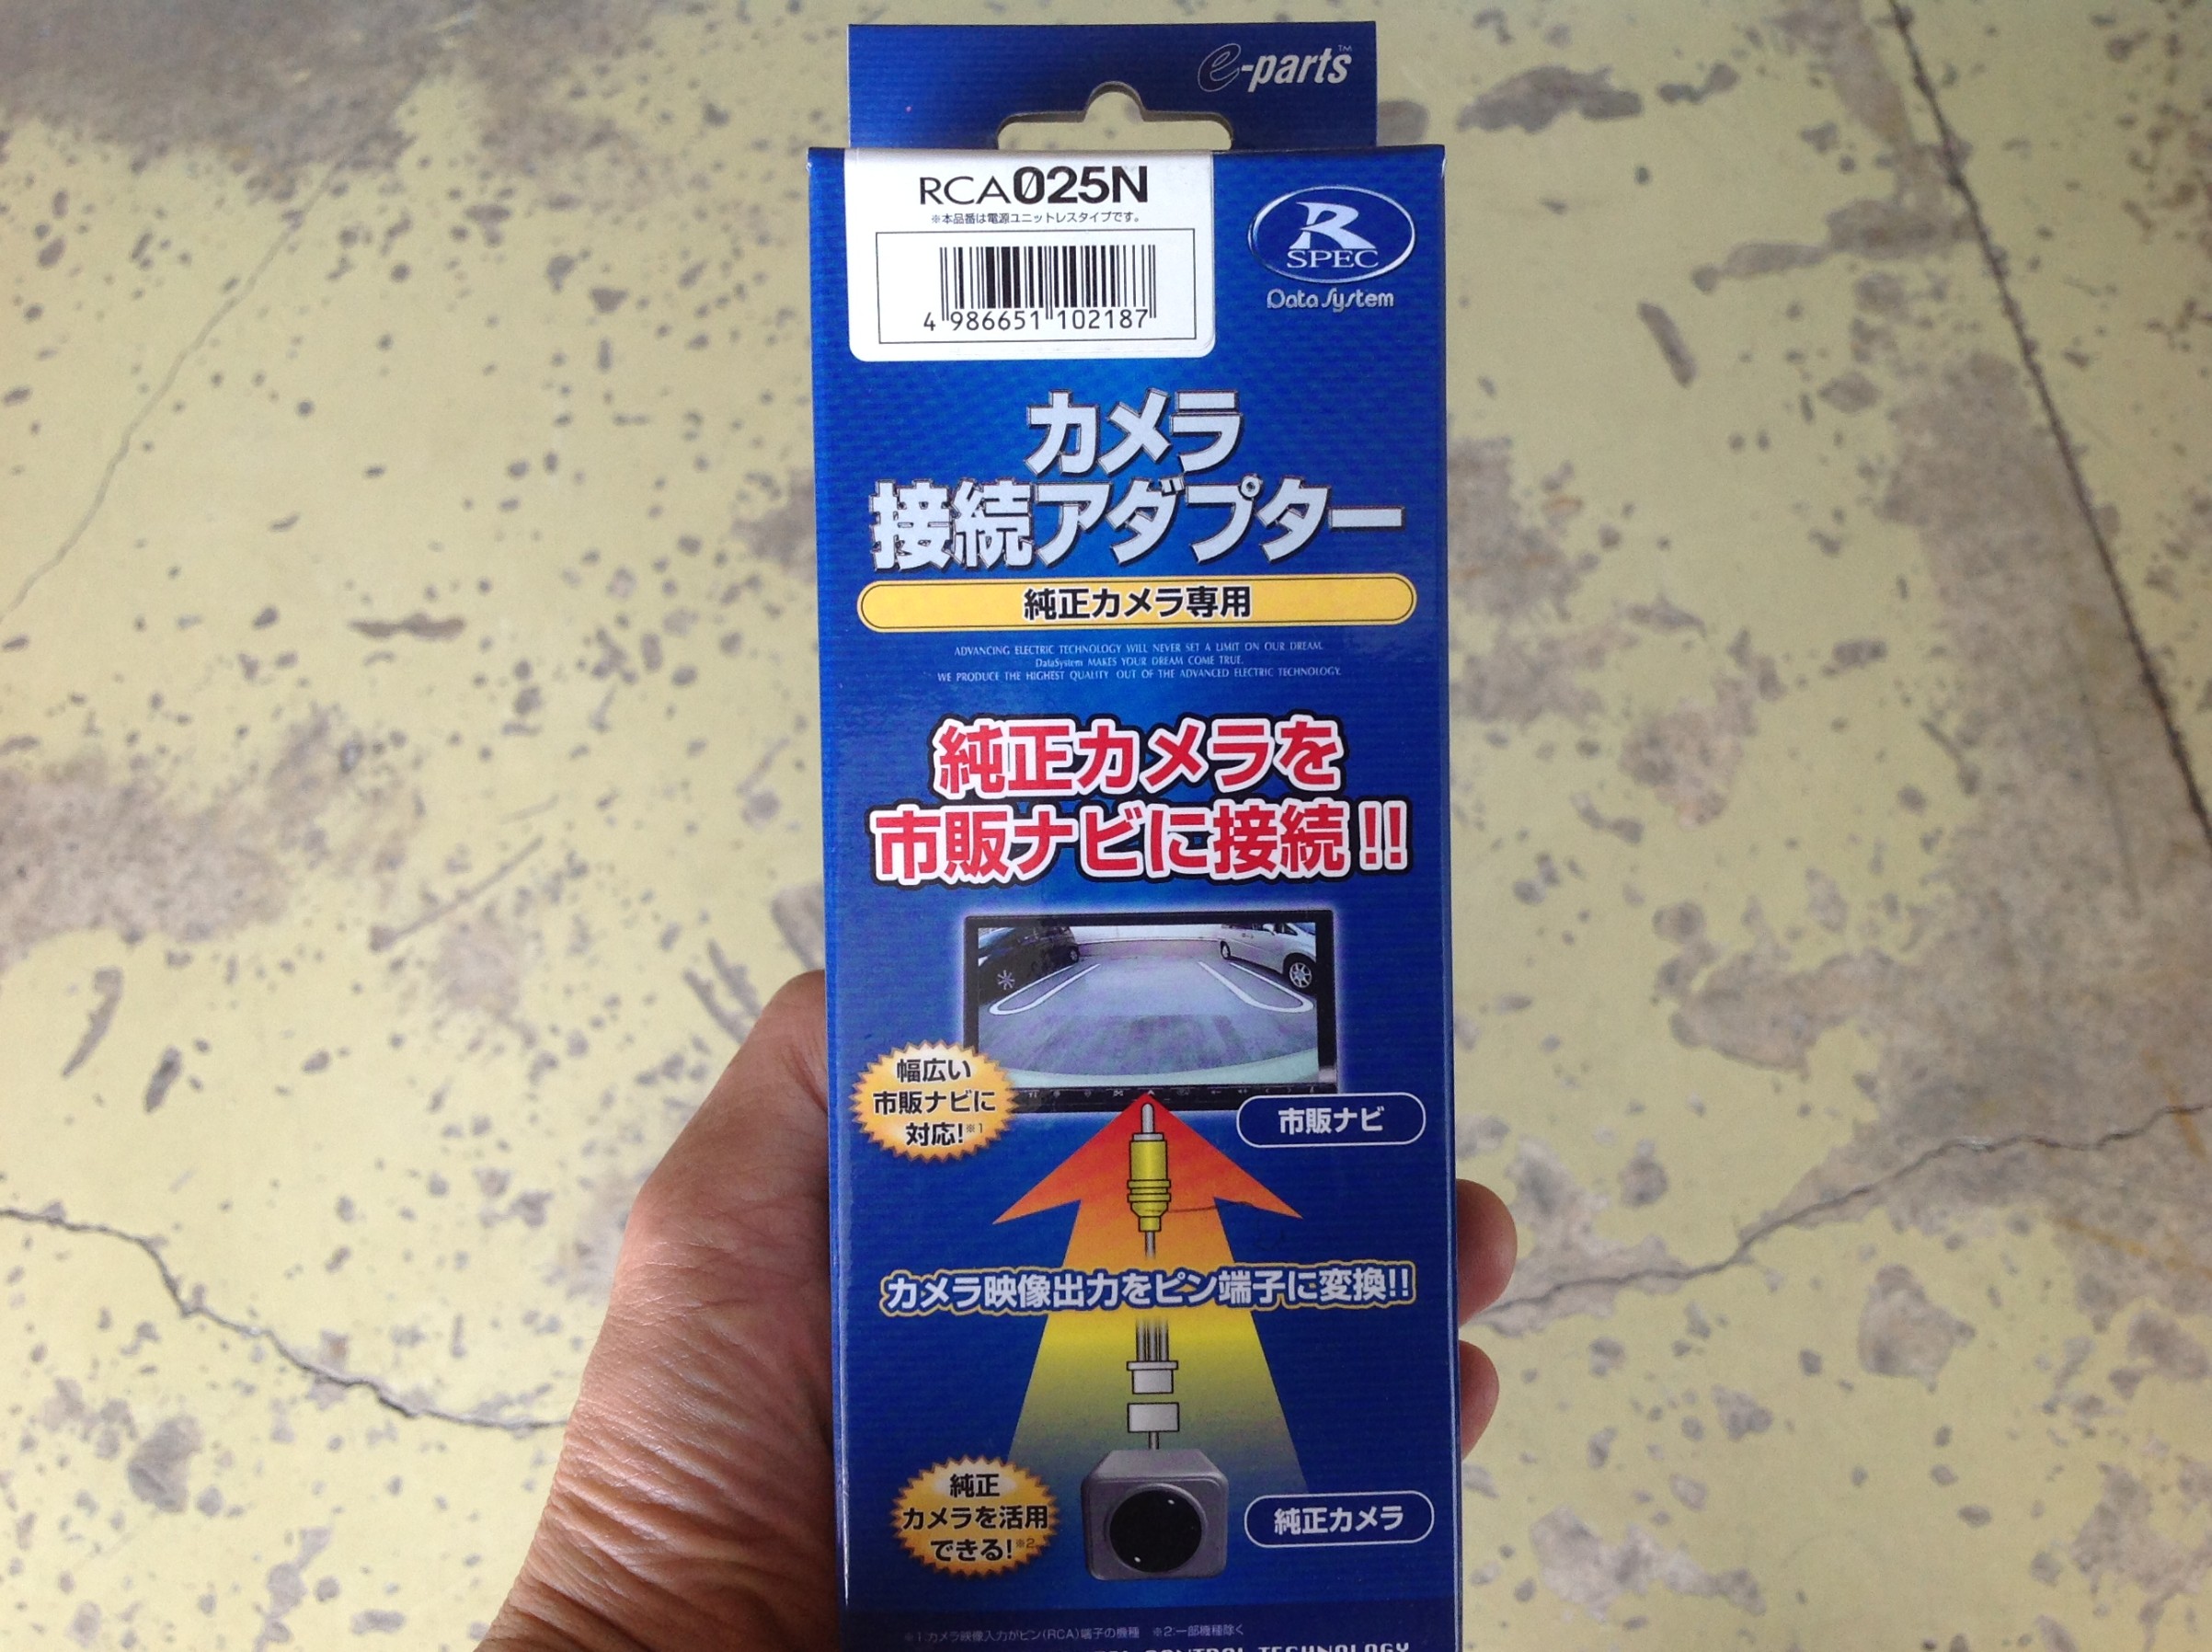 e-parts™
RCA025N
※本品番は電源ユニットレスタイプです。
4 986651 102187
R
SPEC
Data System
カメラ
接続アダプター
純正カメラ専用
ADVANCING ELECTRIC TECHNOLOGY WILL NEVER SET A LIMIT ON OUR DREAM.
DataSystem MAKES YOUR DREAM COME TRUE.
WE PRODUCE THE HIGHEST QUALITY OUT OF THE ADVANCED ELECTRIC TECHNOLOGY.
純正カメラを
市販ナビに接続!!
幅広い
市販ナビに
対応!※1
市販ナビ
カメラ映像出力をピン端子に変換!!
純正
カメラを活用
できる!※2
純正カメラ
※1:カメラ映像入力がピン(RCA)端子の機種 ※2:一部機種除く
CONTROL TECHNOLOGY